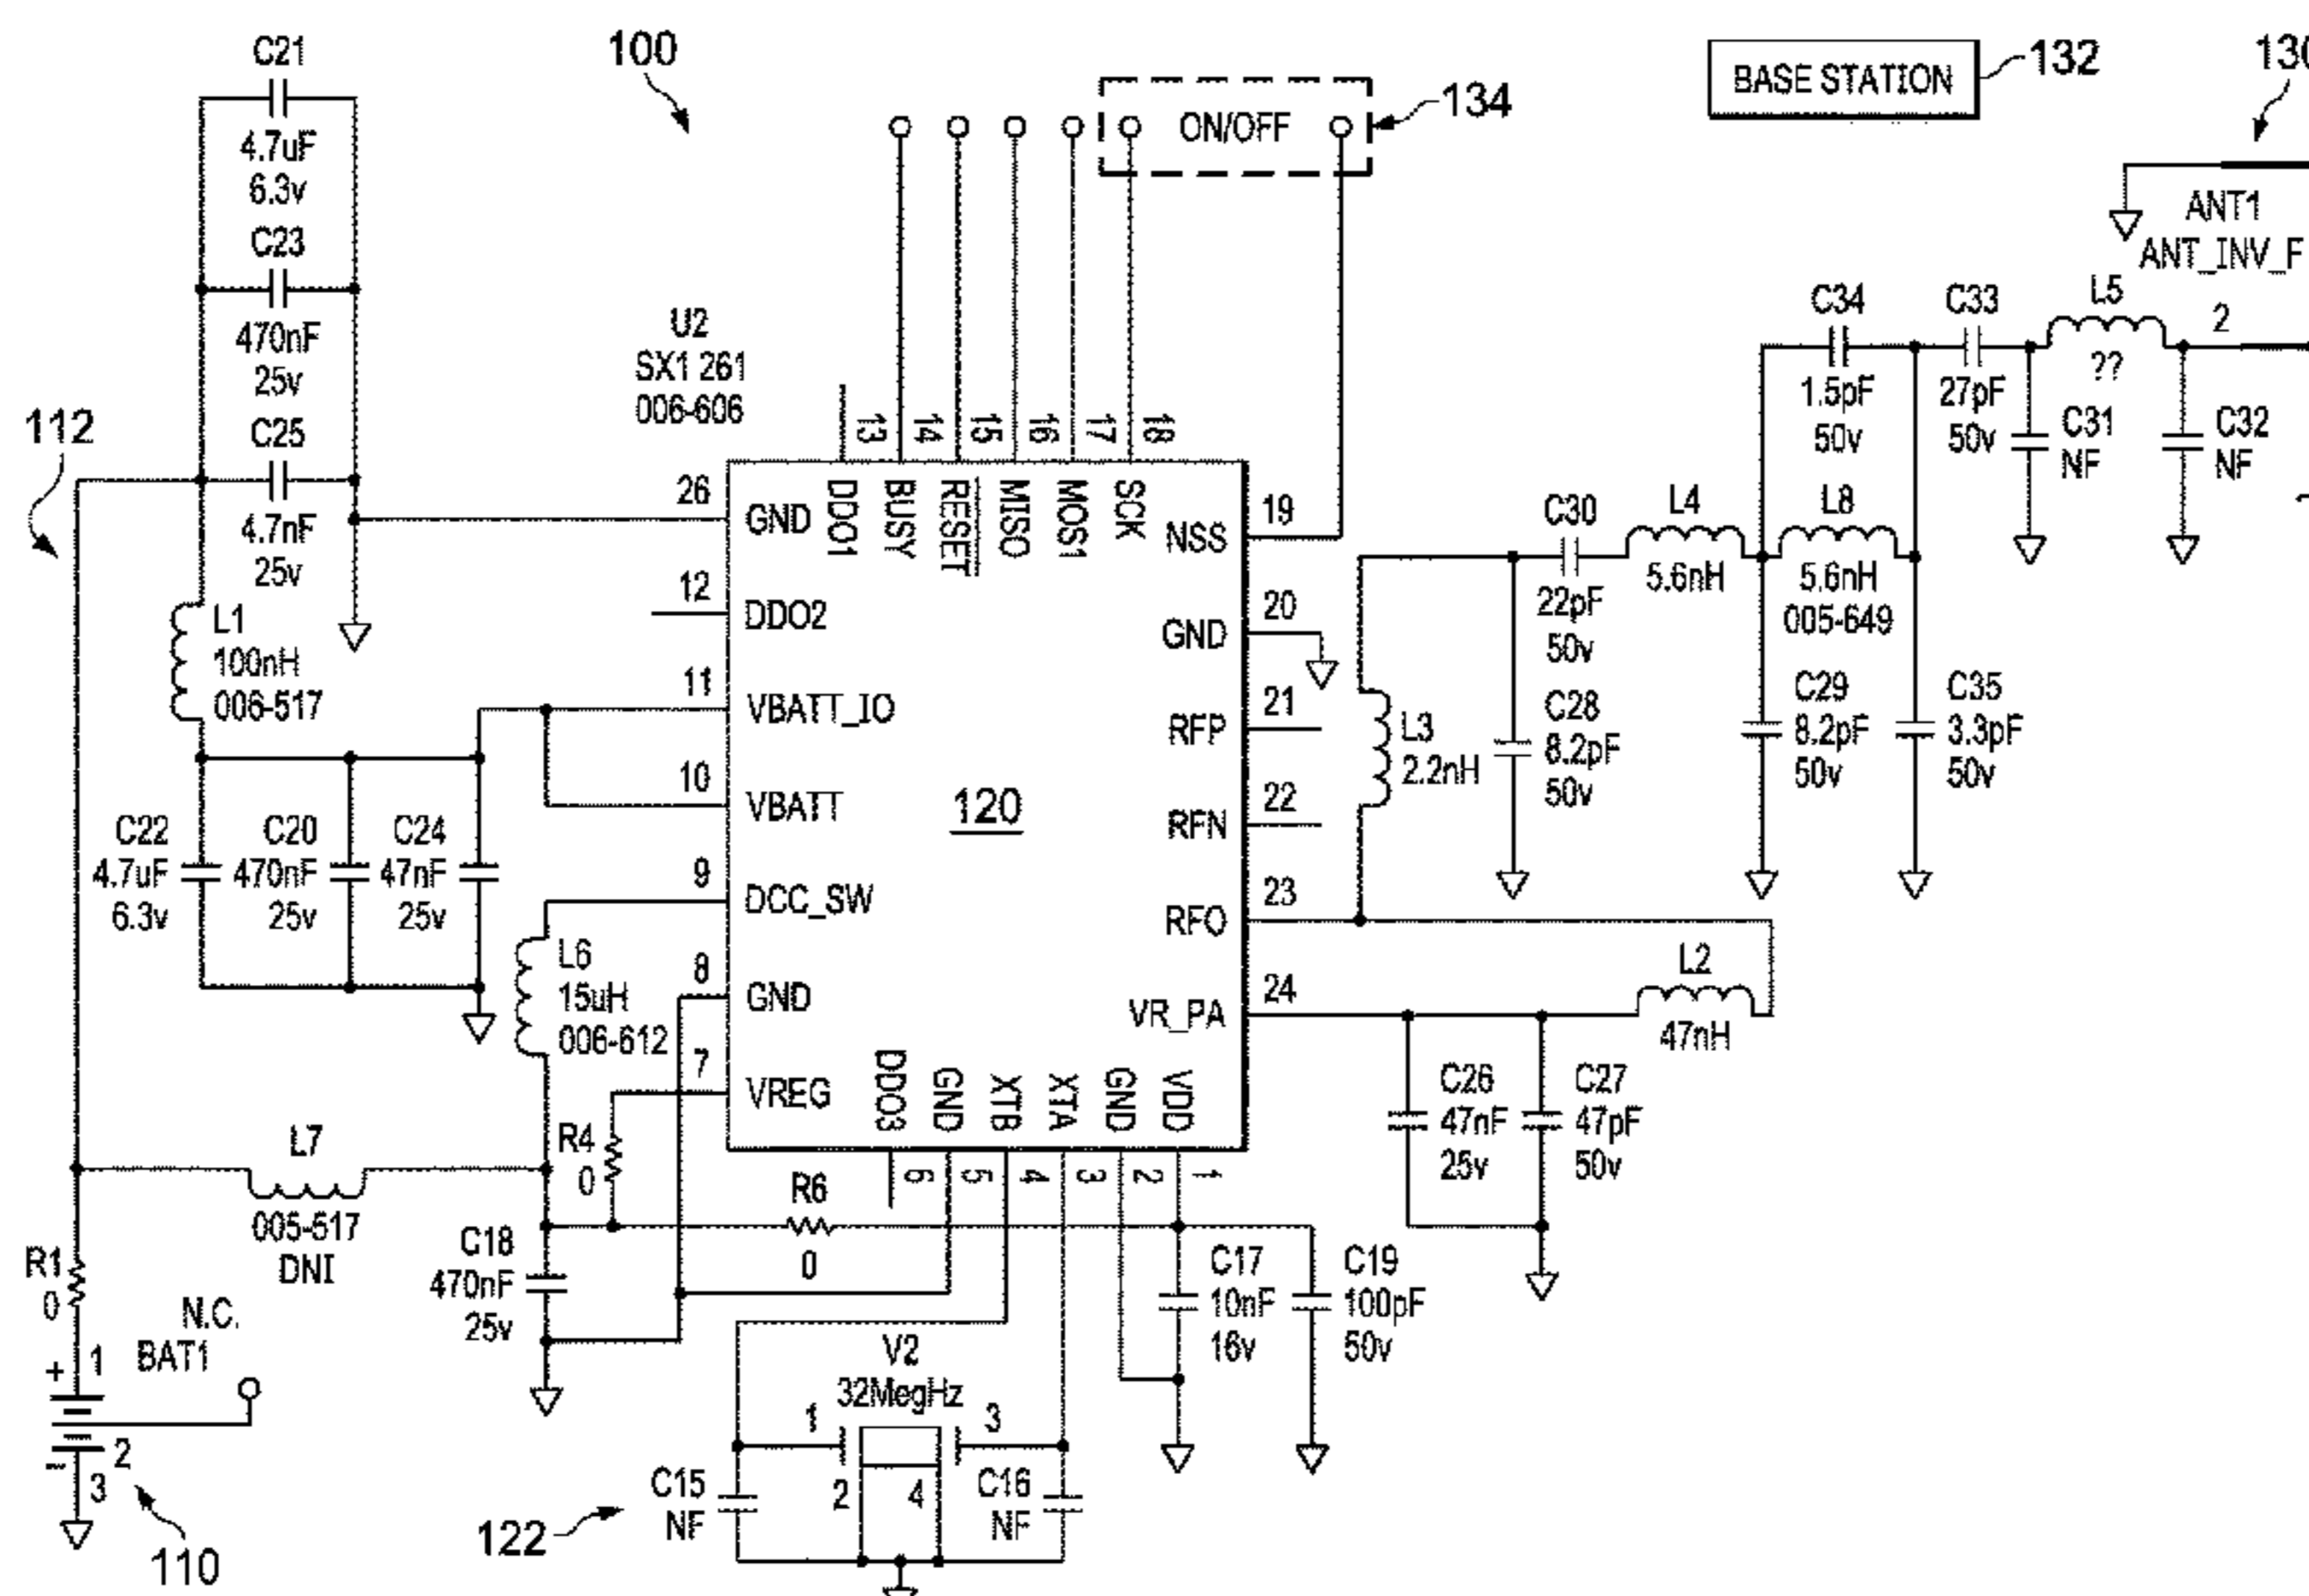 100
132
130
BASE STATION
134
ON/OFF
C21
4.7uF
6.3v
C23
470nF
25v
C25
4.7nF
25v
112
L1
100nH
006-517
C22
4.7uF
6.3v
C20
470nF
25v
C24
47nF
25v
L6
15uH
006-612
L7
005-517
DNI
R1
0
N.C.
BAT1
+
1
2
-
3
110
C18
470nF
25v
R4
0
R6
0
U2
SX1 261
006-606
13
14
15
16
17
18
DDO1
BUSY
RESET
MISO
MOS1
SCK
26
GND
12
DDO2
11
VBATT_IO
10
VBATT
9
DCC_SW
8
GND
7
VREG
120
NSS
19
GND
20
RFP
21
RFN
22
RFO
23
VR_PA
24
DDO3
GND
XTB
XTA
GND
VDD
6
5
4
3
2
1
V2
32MegHz
1
3
2
4
C15
NF
C16
NF
122
C17
10nF
16v
C19
100pF
50v
C26
47nF
25v
C27
47pF
50v
L2
47nH
L3
2.2nH
C28
8.2pF
50v
C30
22pF
50v
L4
5.6nH
L8
5.6nH
005-649
C29
8.2pF
50v
C35
3.3pF
50v
C34
1.5pF
50v
C33
27pF
50v
C31
NF
L5
??
C32
NF
2
ANT1
ANT_INV_F